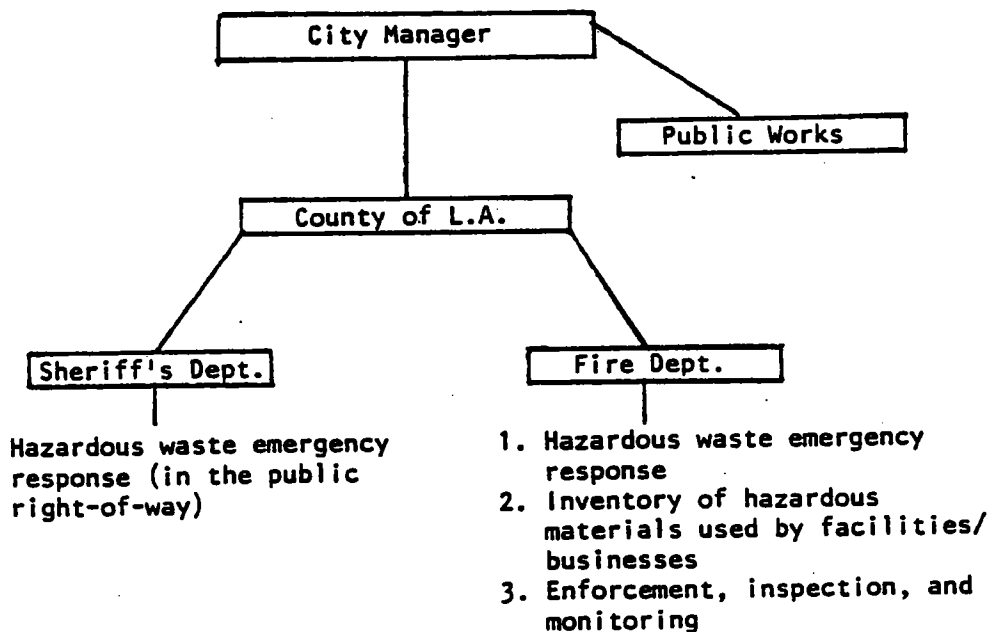 City Manager
Public Works
County of L.A.
Sheriff's Dept.
Fire Dept.
Hazardous waste emergency
response (in the public
right-of-way)
1. Hazardous waste emergency
response
2. Inventory of hazardous
materials used by facilities/
businesses
3. Enforcement, inspection, and
monitoring